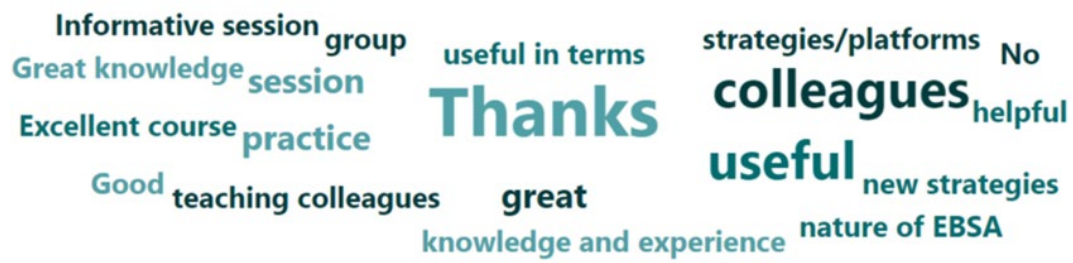 Informative session
group
Great knowledge
session
Excellent course
practice
Good
teaching colleagues
useful in terms
Thanks
great
knowledge and experience
strategies/platforms
No
colleagues
helpful
useful
new strategies
nature of EBSA